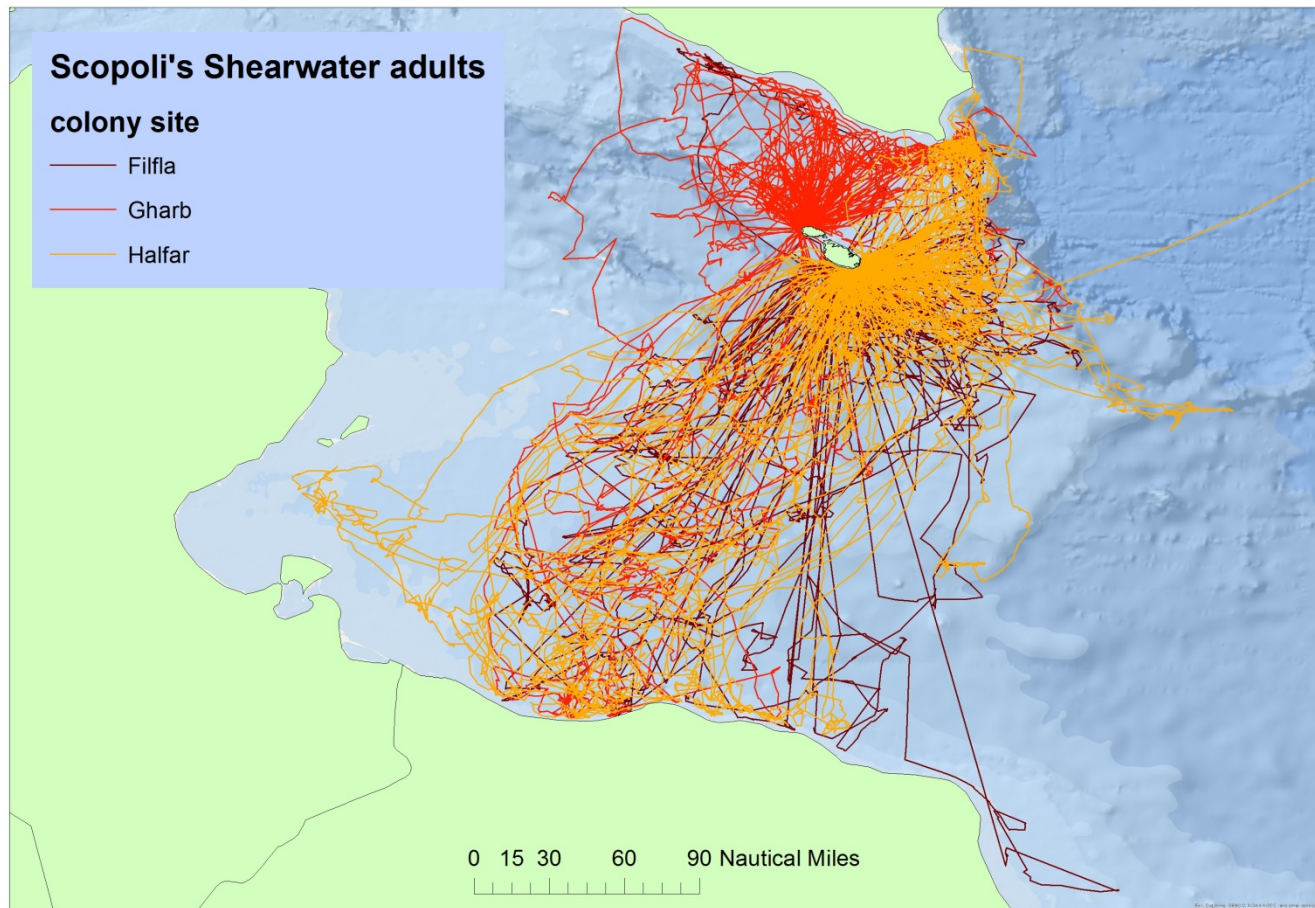 Scopoli's Shearwater adults
colony site
Filfla
Gharb
Halfar
0 15 30 60 90 Nautical Miles